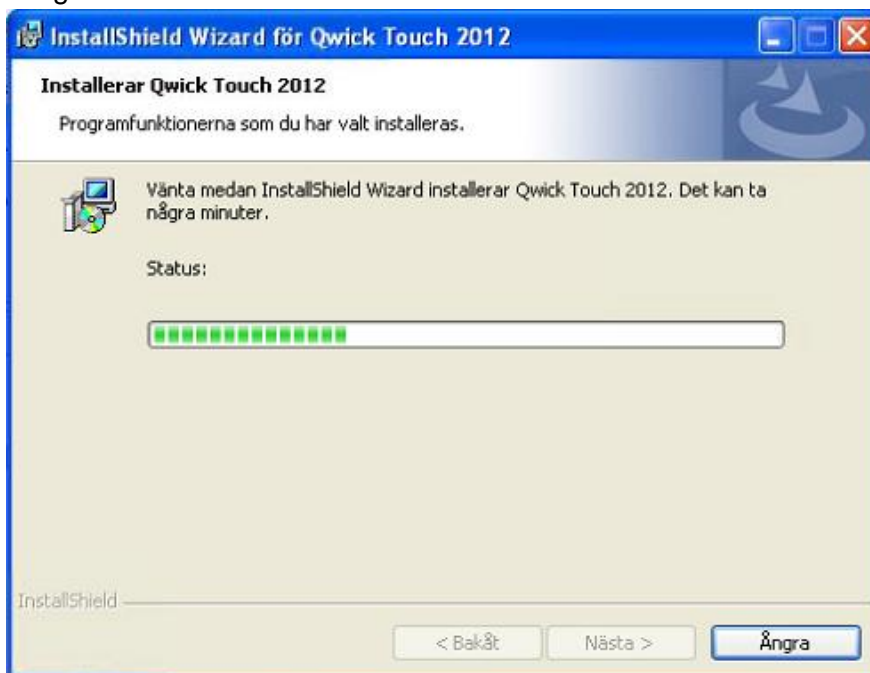 InstallShield Wizard för Qwick Touch 2012
Installerar Qwick Touch 2012
Programfunktionerna som du har valt installeras.
Vänta medan InstallShield Wizard installerar Qwick Touch 2012. Det kan ta
några minuter.
Status:
InstallShield
< Bakåt
Nästa >
Ångra